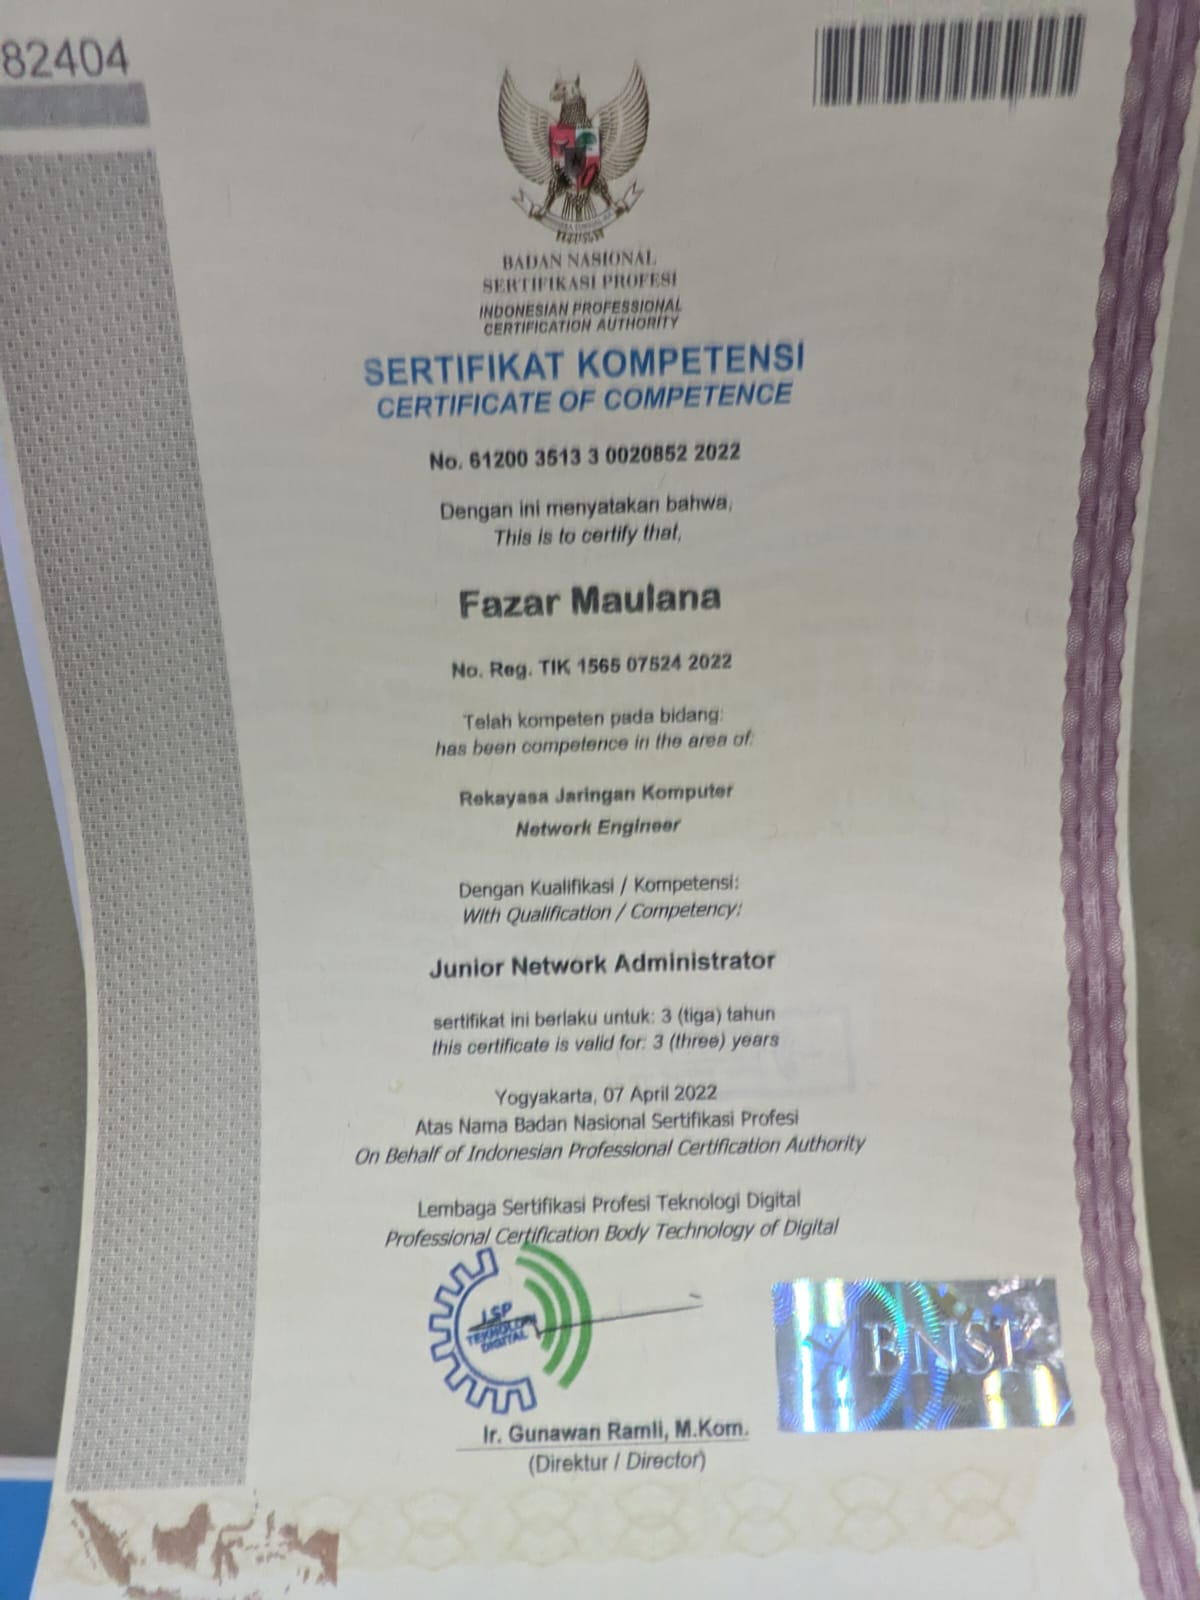 82404
BADAN NASIONAL
SERTIFIKASI PROFESI
INDONESIAN PROFESSIONAL
CERTIFICATION AUTHORITY
SERTIFIKAT KOMPETENSI
CERTIFICATE OF COMPETENCE
No. 61200 3513 3 0020852 2022
Dengan ini menyatakan bahwa,
This is to certify that,
Fazar Maulana
No. Reg. TIK 1565 07524 2022
Telah kompeten pada bidang:
has been competence in the area of:
Rekayasa Jaringan Komputer
Network Engineer
Dengan Kualifikasi / Kompetensi:
With Qualification / Competency:
Junior Network Administrator
sertifikat ini berlaku untuk: 3 (tiga) tahun
this certificate is valid for: 3 (three) years
Yogyakarta, 07 April 2022
Atas Nama Badan Nasional Sertifikasi Profesi
On Behalf of Indonesian Professional Certification Authority
Lembaga Sertifikasi Profesi Teknologi Digital
Professional Certification Body Technology of Digital
LSP
TEKNOLOGI
DIGITAL
BNSP
Ir. Gunawan Ramli, M.Kom.
(Direktur / Director)